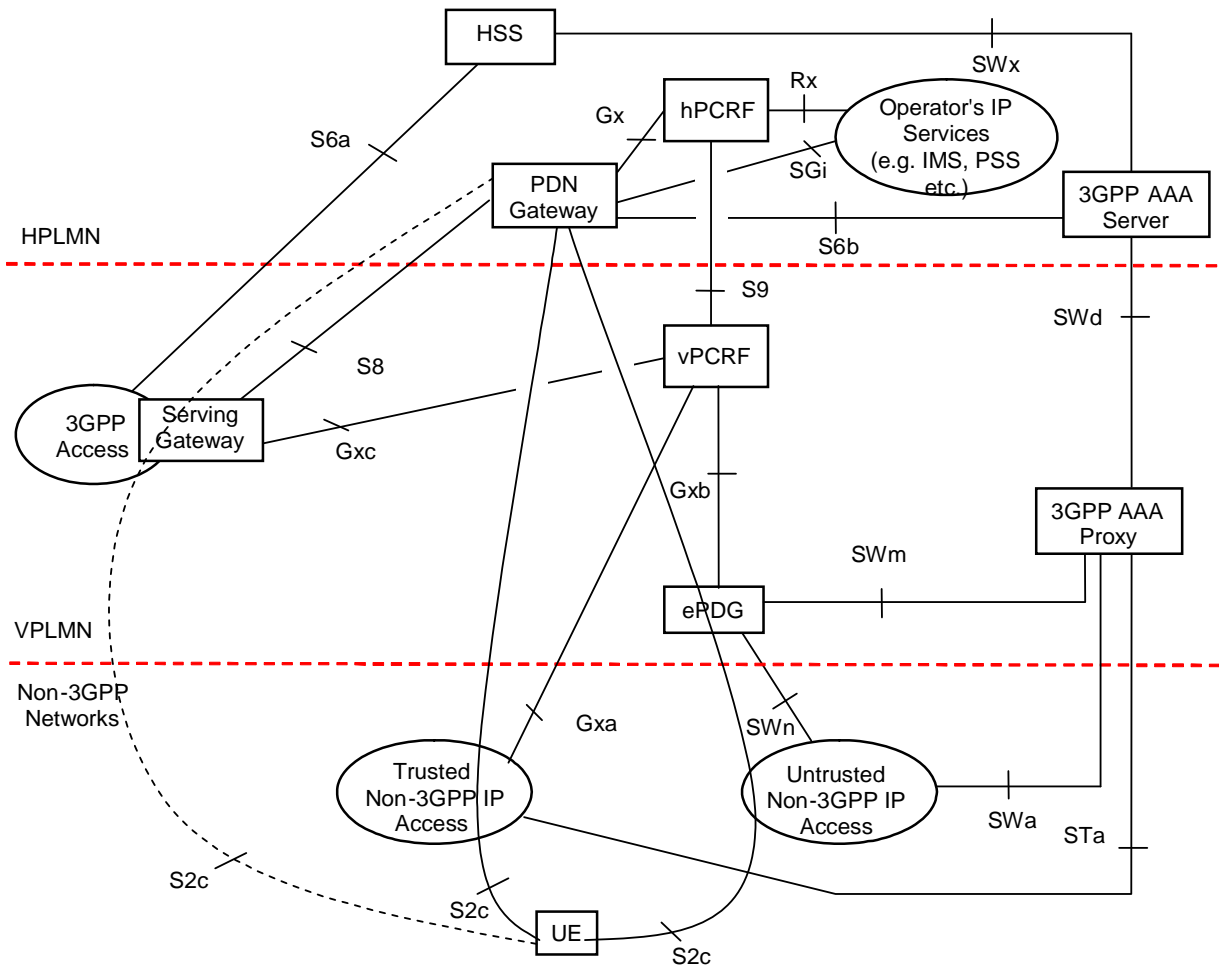 HSS
SWx
Rx
hPCRF
Gx
Operator's IP
Services
(e.g. IMS, PSS
etc.)
S6a
SGi
PDN
Gateway
3GPP AAA
Server
HPLMN
S6b
S9
SWd
vPCRF
S8
3GPP
Access
Serving
Gateway
Gxc
Gxb
3GPP AAA
Proxy
SWm
ePDG
VPLMN
Non-3GPP
Networks
Gxa
SWn
Trusted
Non-3GPP IP
Access
Untrusted
Non-3GPP IP
Access
SWa
STa
S2c
S2c
UE
S2c